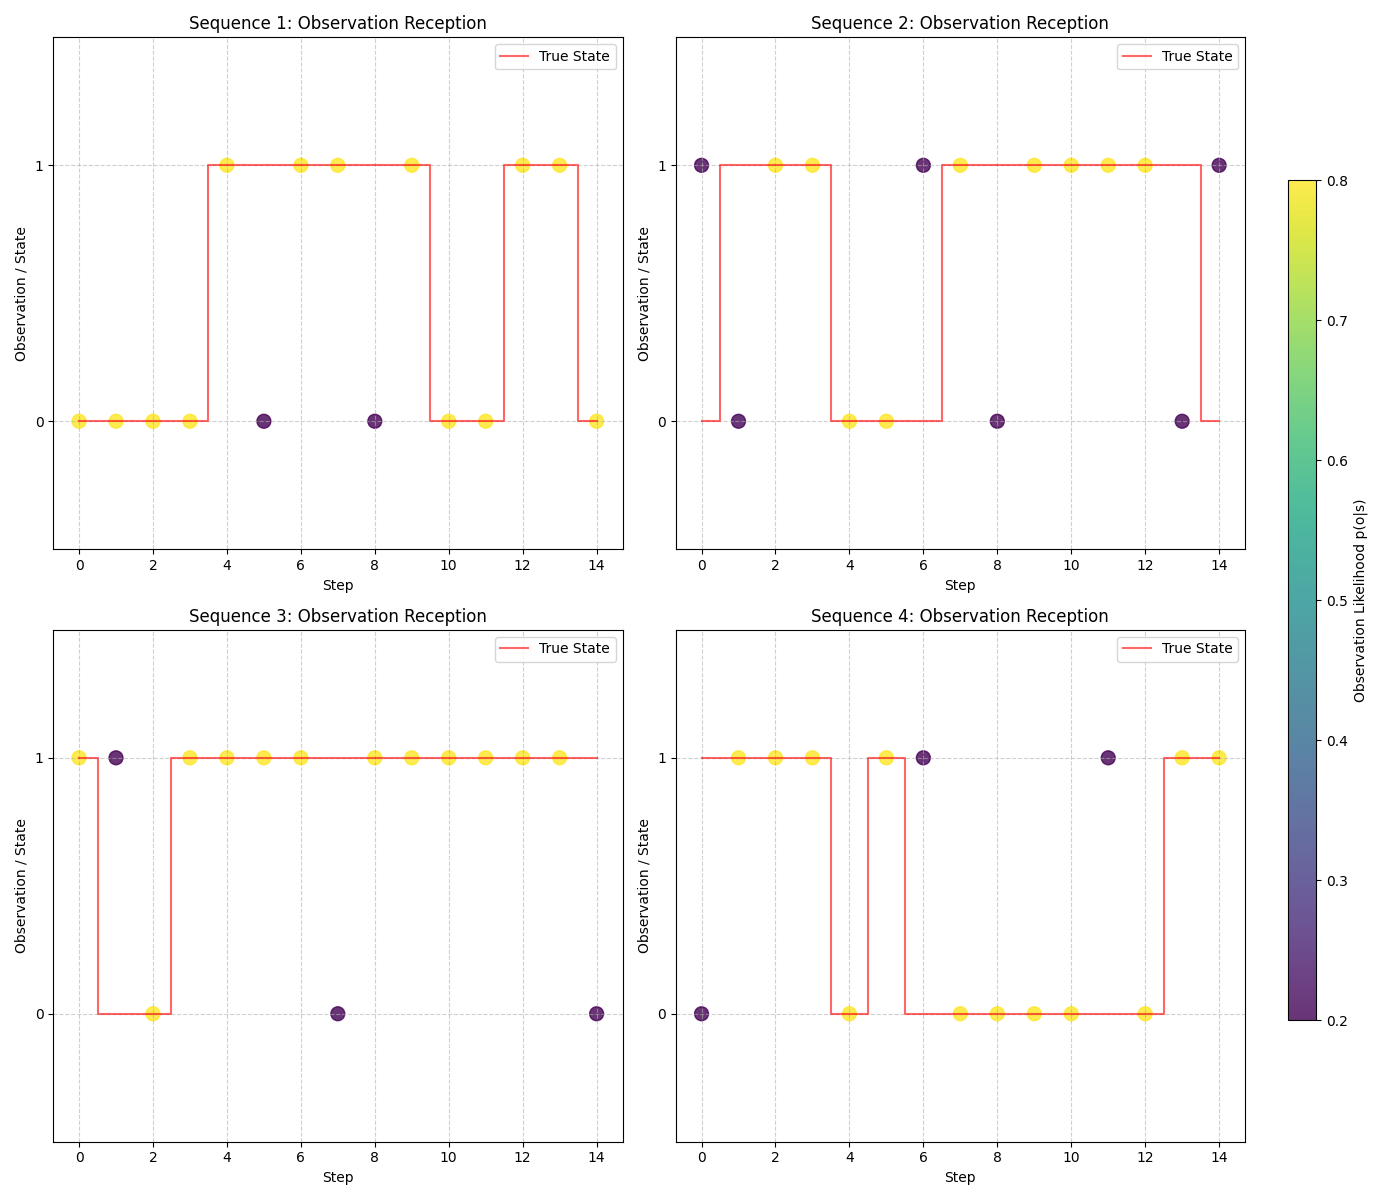 Sequence 1: Observation Reception
True State
1
0
Observation / State
0 2 4 6 8 10 12 14
Step
Sequence 2: Observation Reception
True State
1
0
Observation / State
0 2 4 6 8 10 12 14
Step
Sequence 3: Observation Reception
True State
1
0
Observation / State
0 2 4 6 8 10 12 14
Step
Sequence 4: Observation Reception
True State
1
0
Observation / State
0 2 4 6 8 10 12 14
Step
0.8
0.7
0.6
0.5
0.4
0.3
0.2
Observation Likelihood p(o|s)